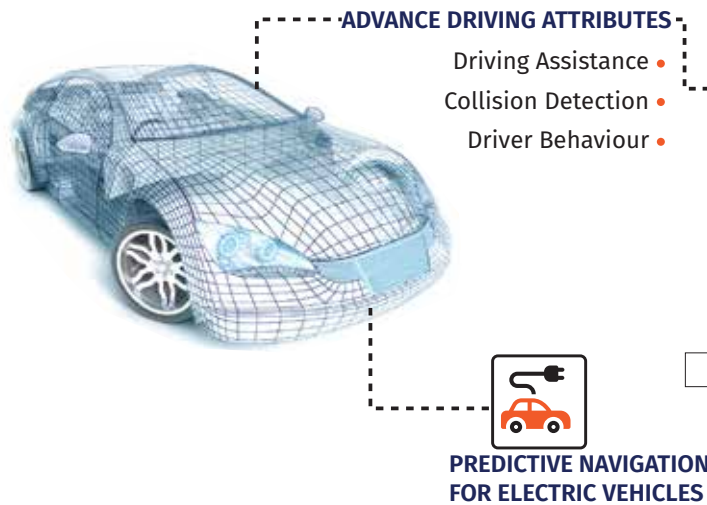 ADVANCE DRIVING ATTRIBUTES
Driving Assistance
Collision Detection
Driver Behaviour
PREDICTIVE NAVIGATION
FOR ELECTRIC VEHICLES